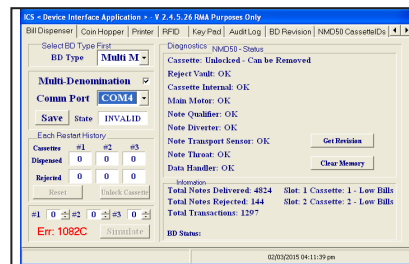 ICS < Device Interface Application > - V 2.4.5.26 RMA Purposes Only
Bill Dispenser Coin Hopper Printer RFID Key Pad Audit Log BD Revision NMD50 CassetteIDs
Select BD Type First
BD Type Multi M
Multi-Denomination
Comm Port COM4
Save State INVALID
Each Restart History
Cassettes #1 #2 #3
Dispensed 0 0 0
Rejected 0 0 0
Reset Unlock Cassette
#1 0 #2 0 #3 0
Err: 1082C Simulate
Diagnostics NMD50 - Status
Cassette: Unlocked - Can be Removed
Reject Vault: OK
Cassette Internal: OK
Main Motor: OK
Note Qualifier: OK
Note Diverter: OK
Note Transport Sensor: OK Get Revision
Note Throat: OK
Data Handler: OK Clear Memory
Information
Total Notes Delivered: 4824 Slot: 1 Cassette: 1 - Low Bills
Total Notes Rejected: 144 Slot: 2 Cassette: 2 - Low Bills
Total Transactions: 1297
BD Status:
02/03/2015 04:11:39 pm